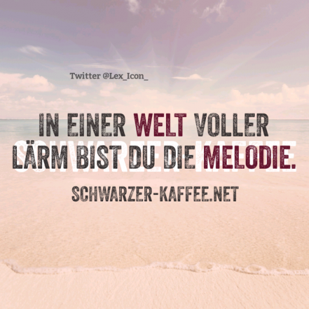 Twitter @Lex_Icon_
IN EINER WELT VOLLER
LÄRM BIST DU DIE MELODIE.
SCHWARZER-KAFFEE.NET